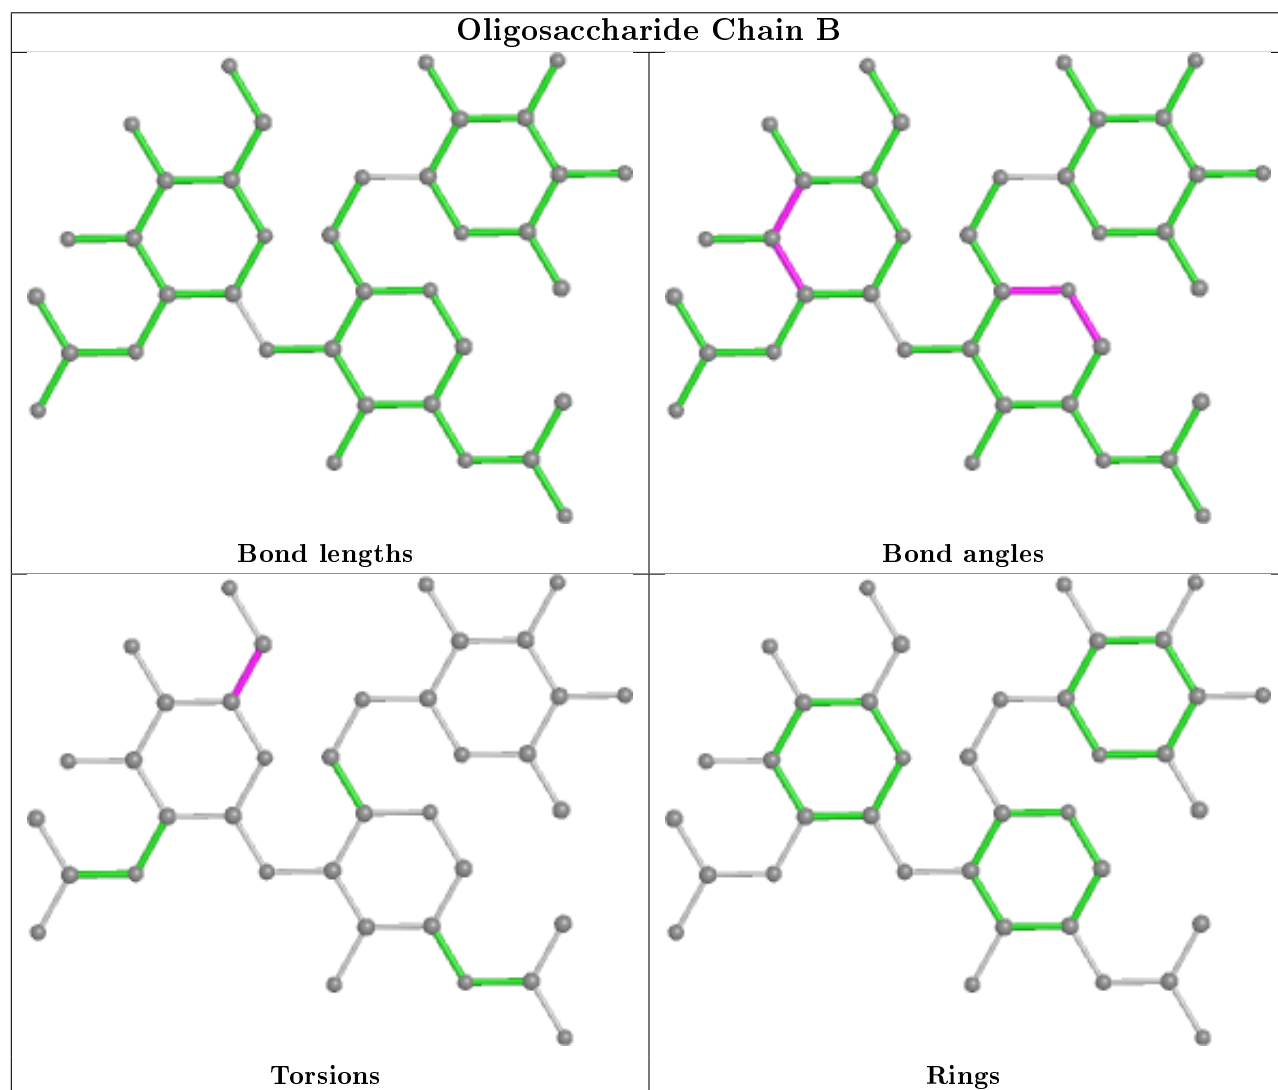 Oligosaccharide Chain B
Bond lengths
Bond angles
Torsions
Rings